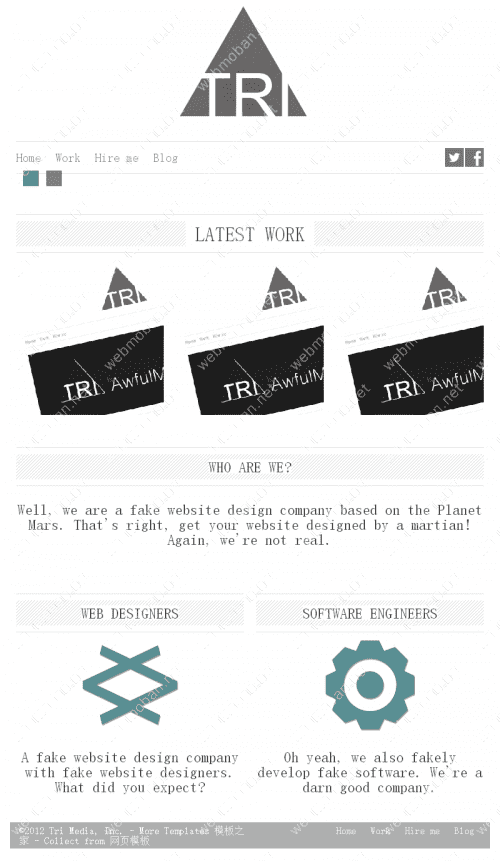 TRI
Home Work Hire me Blog
LATEST WORK
TRI
TRI AwfulM
TRI
TRI AwfulM
TRI
TRI AwfulM
WHO ARE WE?
Well, we are a fake website design company based on the Planet
Mars. That's right, get your website designed by a martian!
Again, we're not real.
WEB DESIGNERS
SOFTWARE ENGINEERS
A fake website design company
with fake website designers.
What did you expect?
Oh yeah, we also fakely
develop fake software. We're a
darn good company.
©2012 Tri Media, Inc. - More Templates 模板之
家 - Collect from 网页模板
Home Work Hire me Blog
webmoban.net